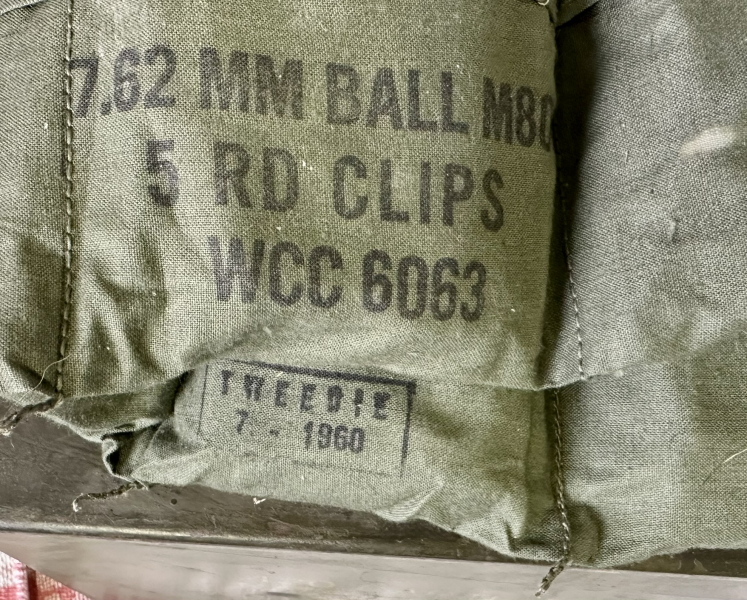 7.62 MM BALL M80
5 RD CLIPS
WCC 6063
TWEEDIE
7 - 1960